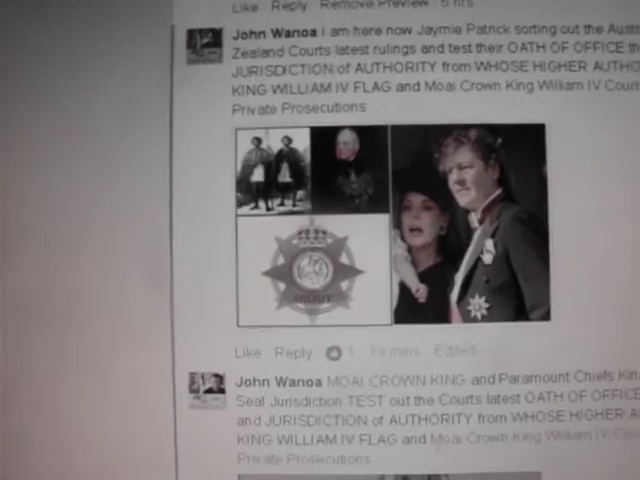 Like Reply Remove Preview 6 hrs
John Wanoa I am here now Jaymie Patrick sorting out the
Zealand Courts latest rulings and test their OATH OF OFFICE
JURISDICTION of AUTHORITY from WHOSE HIGHER
KING WILLIAM IV FLAG and Moai Crown King William IV
Private Prosecutions
SHERIFF
Like Reply 1 mins Edited
John Wanoa MOAI CROWN KING and Paramount Chiefs
Seal Jurisdiction TEST out the Courts latest OATH OF
and JURISDICTION of AUTHORITY from WHOSE HIGHER
KING WILLIAM IV FLAG and Moai Crown King William IV
Private Prosecutions